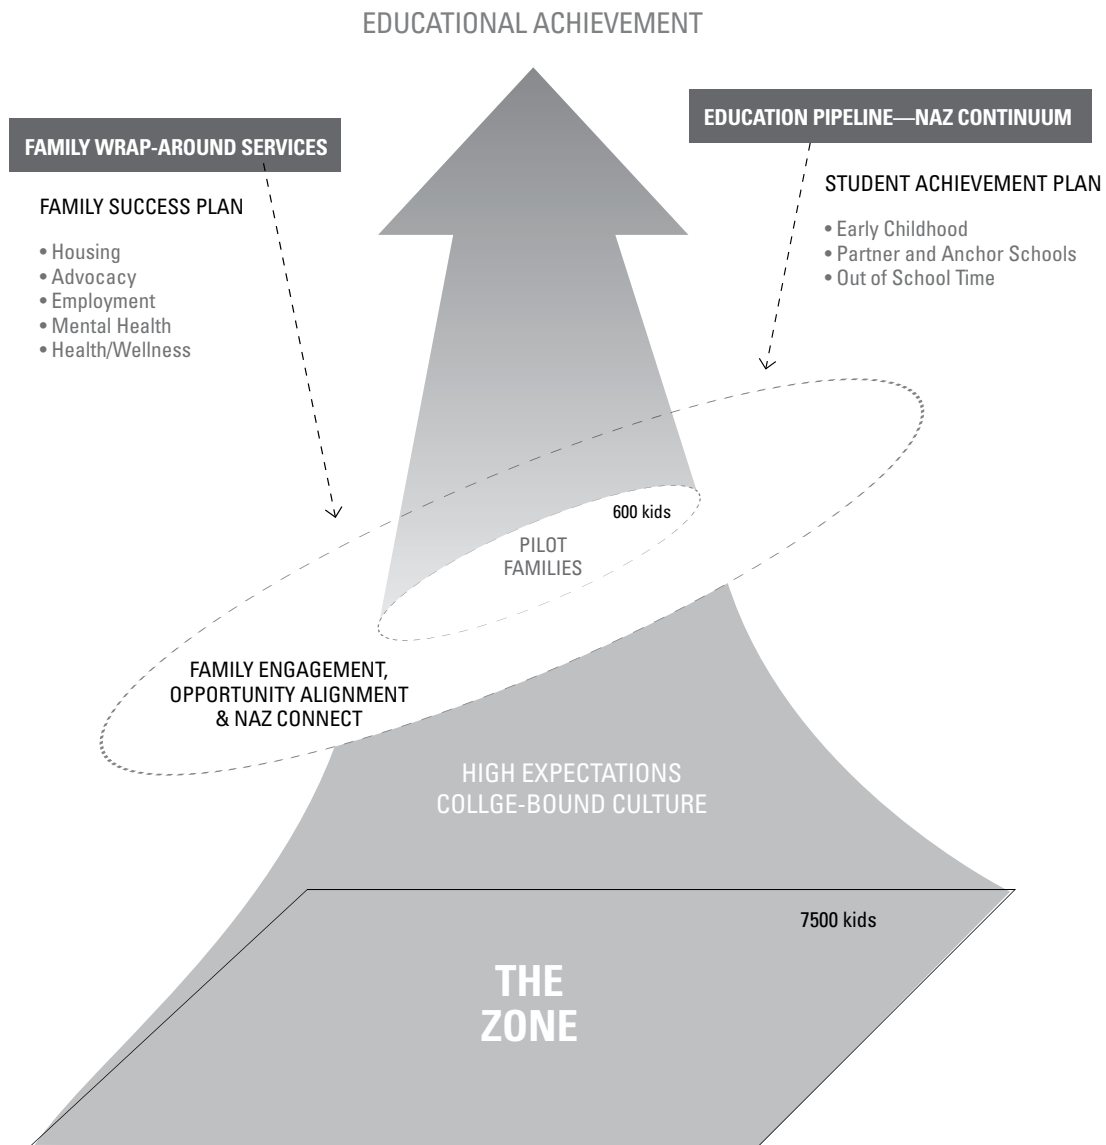 EDUCATIONAL ACHIEVEMENT
FAMILY WRAP-AROUND SERVICES
FAMILY SUCCESS PLAN
• Housing
• Advocacy
• Employment
• Mental Health
• Health/Wellness
EDUCATION PIPELINE—NAZ CONTINUUM
STUDENT ACHIEVEMENT PLAN
• Early Childhood
• Partner and Anchor Schools
• Out of School Time
600 kids
PILOT
FAMILIES
FAMILY ENGAGEMENT,
OPPORTUNITY ALIGNMENT
& NAZ CONNECT
HIGH EXPECTATIONS
COLLGE-BOUND CULTURE
7500 kids
THE
ZONE